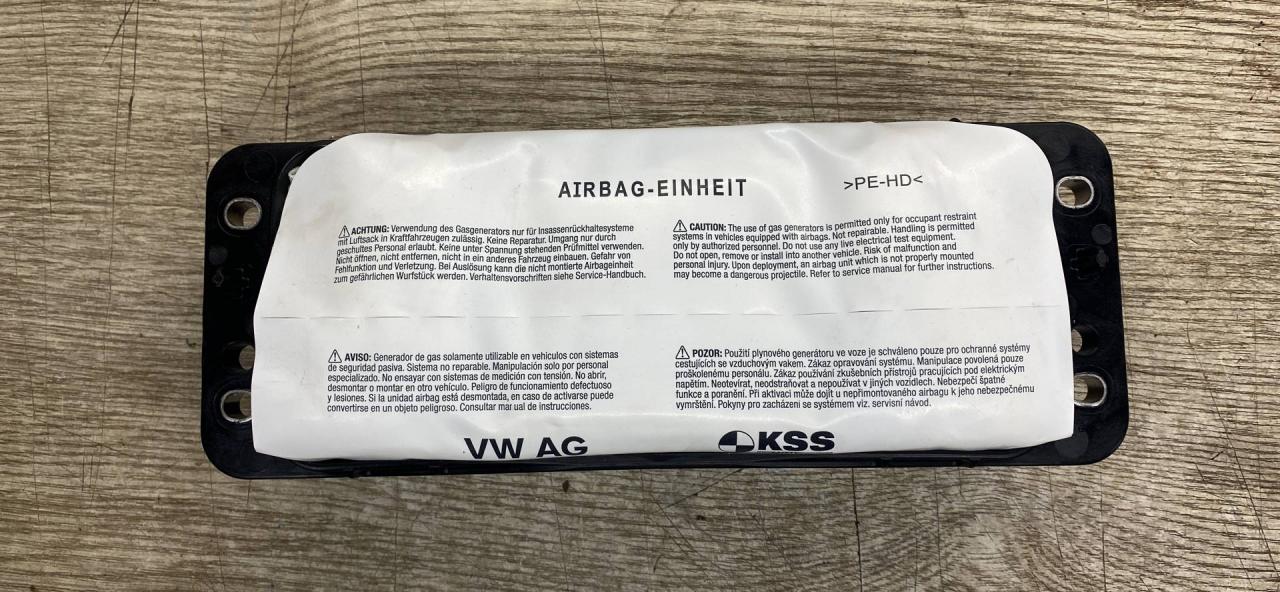 AIRBAG-EINHEIT
>PE-HD<
ACHTUNG: Verwendung des Gasgenerators nur für Insassenrückhaltesysteme
mit Luftsack in Kraftfahrzeugen zulässig. Keine Reparatur. Umgang nur durch
geschultes Personal erlaubt. Keine unter Spannung stehenden Prüfmittel verwenden.
Nicht öffnen, nicht entfernen, nicht in ein anderes Fahrzeug einbauen. Gefahr von
Fehlfunktion und Verletzung. Bei Auslösung kann die nicht montierte Airbageinheit
zum gefährlichen Wurfstück werden. Verhaltensvorschriften siehe Service-Handbuch.
CAUTION: The use of gas generators is permitted only for occupant restraint
systems in vehicles equipped with airbags. Not repairable. Handling is permitted
only by authorized personnel. Do not use any live electrical test equipment.
Do not open, remove or install into another vehicle. Risk of malfunction and
personal injury. Upon deployment, an airbag unit which is not properly mounted
may become a dangerous projectile. Refer to service manual for further instructions.
AVISO: Generador de gas solamente utilizable en vehiculos con sistemas
de seguridad pasiva. Sistema no reparable. Manipulación solo por personal
especializado. No ensayar con sistemas de medición con tensión. No abrir,
desmontar o montar en otro vehículo. Peligro de funcionamiento defectuoso
y lesiones. Si la unidad airbag está desmontada, en caso de activarse puede
convertirse en un objeto peligroso. Consultar manual de instrucciones.
POZOR: Použití plynového generátoru ve voze je schváleno pouze pro ochranné systémy
cestujících se vzduchovým vakem. Zákaz opravování systému. Manipulace povolená pouze
proškolenému personálu. Zákaz používání zkušebních přístrojů pracujících pod elektrickým
napětím. Neotevírat, neodstraňovat a nepoužívat v jiných vozidlech. Nebezpečí špatné
funkce a poranění. Při aktivaci může dojít u nepřimontovaného airbagu k jeho nebezpečnému
vymrštění. Pokyny pro zacházeni se systémem viz. servisní návod.
VW AG
KSS